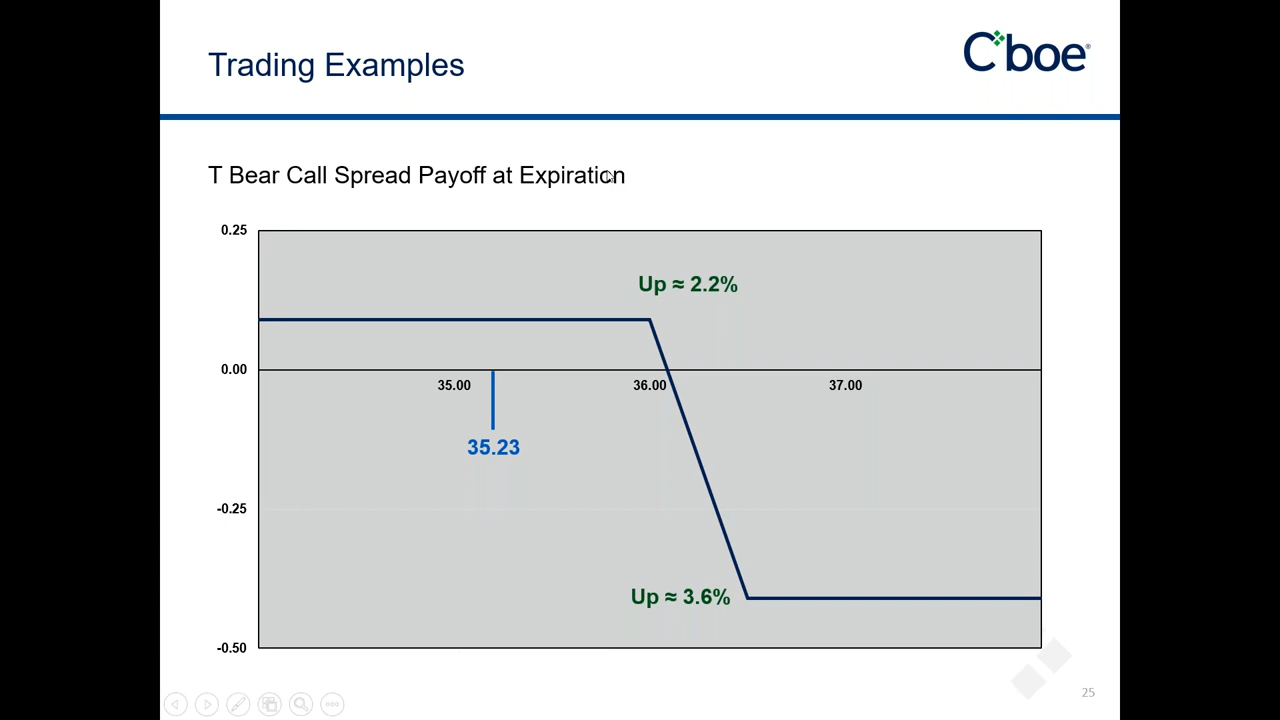 Trading Examples
Cboe®
T Bear Call Spread Payoff at Expiration
0.25
Up ≈ 2.2%
0.00
35.00
36.00
37.00
35.23
-0.25
Up ≈ 3.6%
-0.50
25